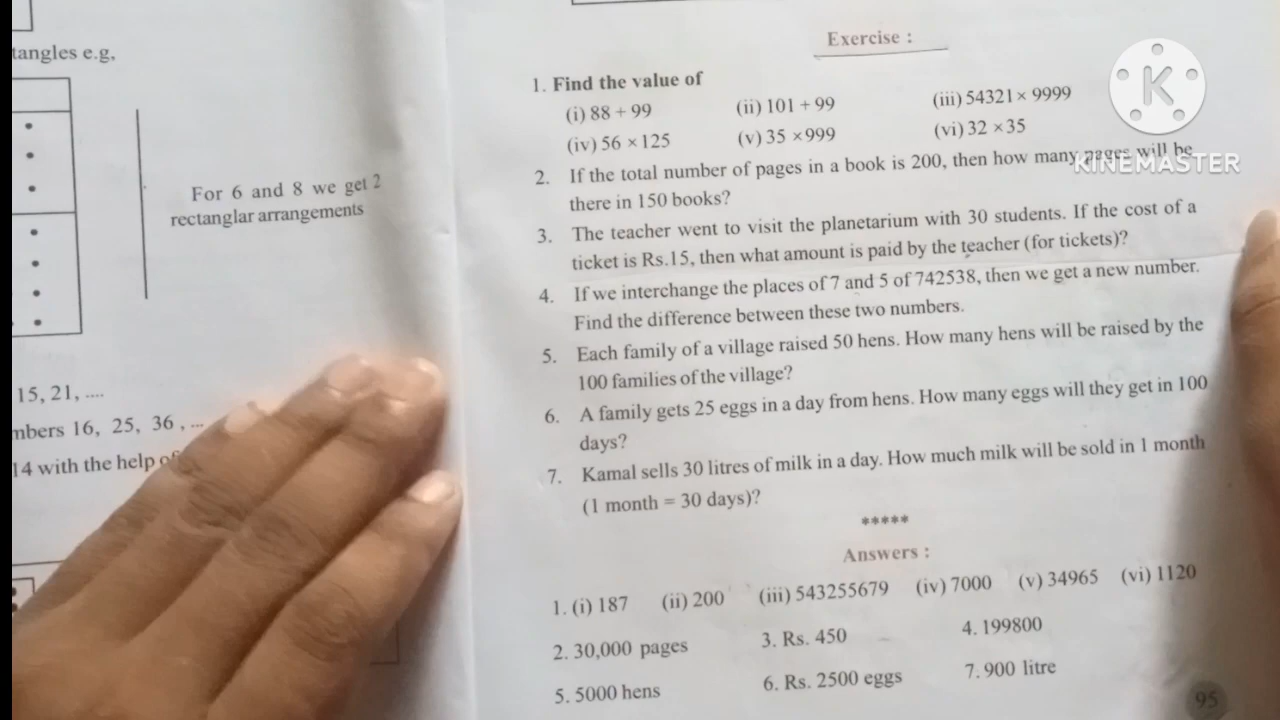 tangles e.g,
For 6 and 8 we get 2
rectanglar arrangements
15, 21, ....
mbers 16, 25, 36 , ...
14 with the help of
Exercise :
1. Find the value of
(i) 88 + 99 (ii) 101 + 99 (iii) 54321 × 9999
(iv) 56 × 125 (v) 35 ×999 (vi) 32 ×35
2. If the total number of pages in a book is 200, then how many pages will be
there in 150 books?
3. The teacher went to visit the planetarium with 30 students. If the cost of a
ticket is Rs.15, then what amount is paid by the teacher (for tickets)?
4. If we interchange the places of 7 and 5 of 742538, then we get a new number.
Find the difference between these two numbers.
5. Each family of a village raised 50 hens. How many hens will be raised by the
100 families of the village?
6. A family gets 25 eggs in a day from hens. How many eggs will they get in 100
days?
7. Kamal sells 30 litres of milk in a day. How much milk will be sold in 1 month
(1 month = 30 days)?
*****
Answers :
1. (i) 187 (ii) 200 (iii) 543255679 (iv) 7000 (v) 34965 (vi) 1120
2. 30,000 pages 3. Rs. 450 4. 199800
5. 5000 hens 6. Rs. 2500 eggs 7. 900 litre
95
K
KINEMASTER